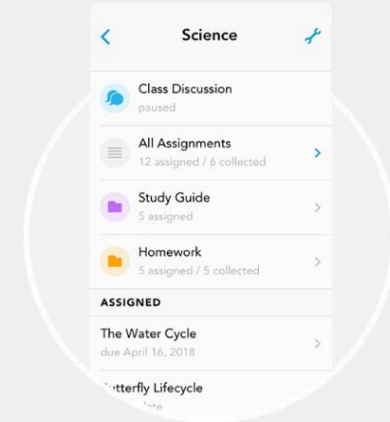 Science
Class Discussion
paused
All Assignments
12 assigned / 6 collected
Study Guide
5 assigned
Homework
5 assigned / 5 collected
ASSIGNED
The Water Cycle
due April 16, 2018
Lifecycle